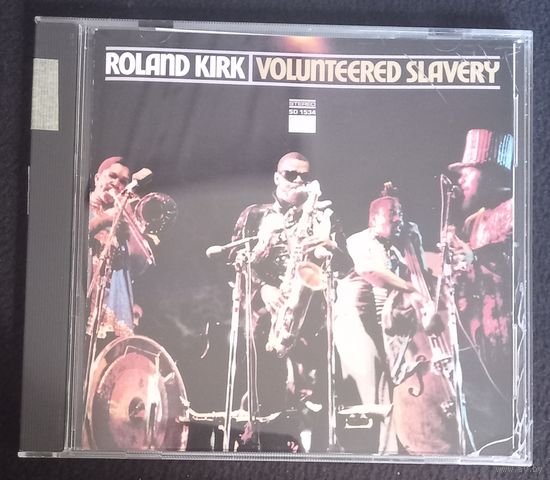 ROLAND KIRK VOLUNTEERED SLAVERY
STEREO
SD 1534